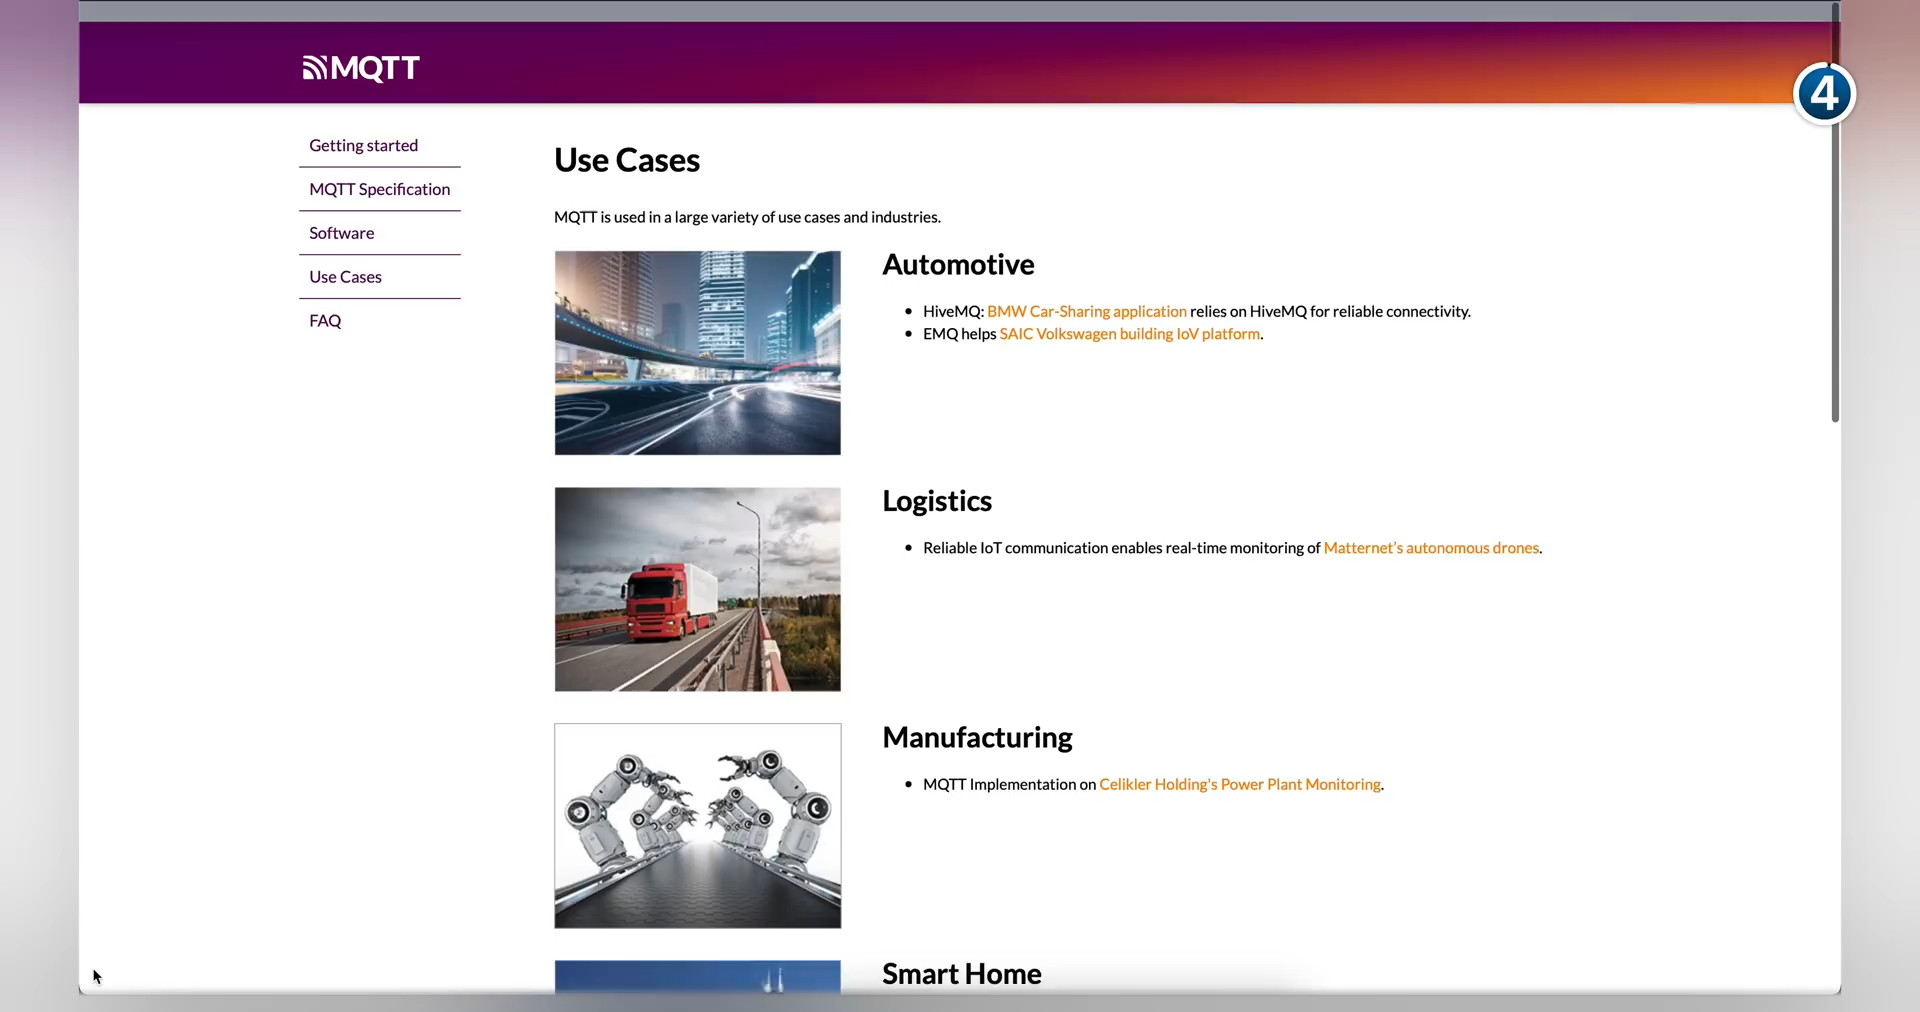 MQTT
4
Getting started
MQTT Specification
Software
Use Cases
FAQ
Use Cases
MQTT is used in a large variety of use cases and industries.
Automotive
• HiveMQ: BMW Car-Sharing application relies on HiveMQ for reliable connectivity.
• EMQ helps SAIC Volkswagen building IoV platform.
Logistics
• Reliable IoT communication enables real-time monitoring of Matternet’s autonomous drones.
Manufacturing
• MQTT Implementation on Celikler Holding's Power Plant Monitoring.
Smart Home